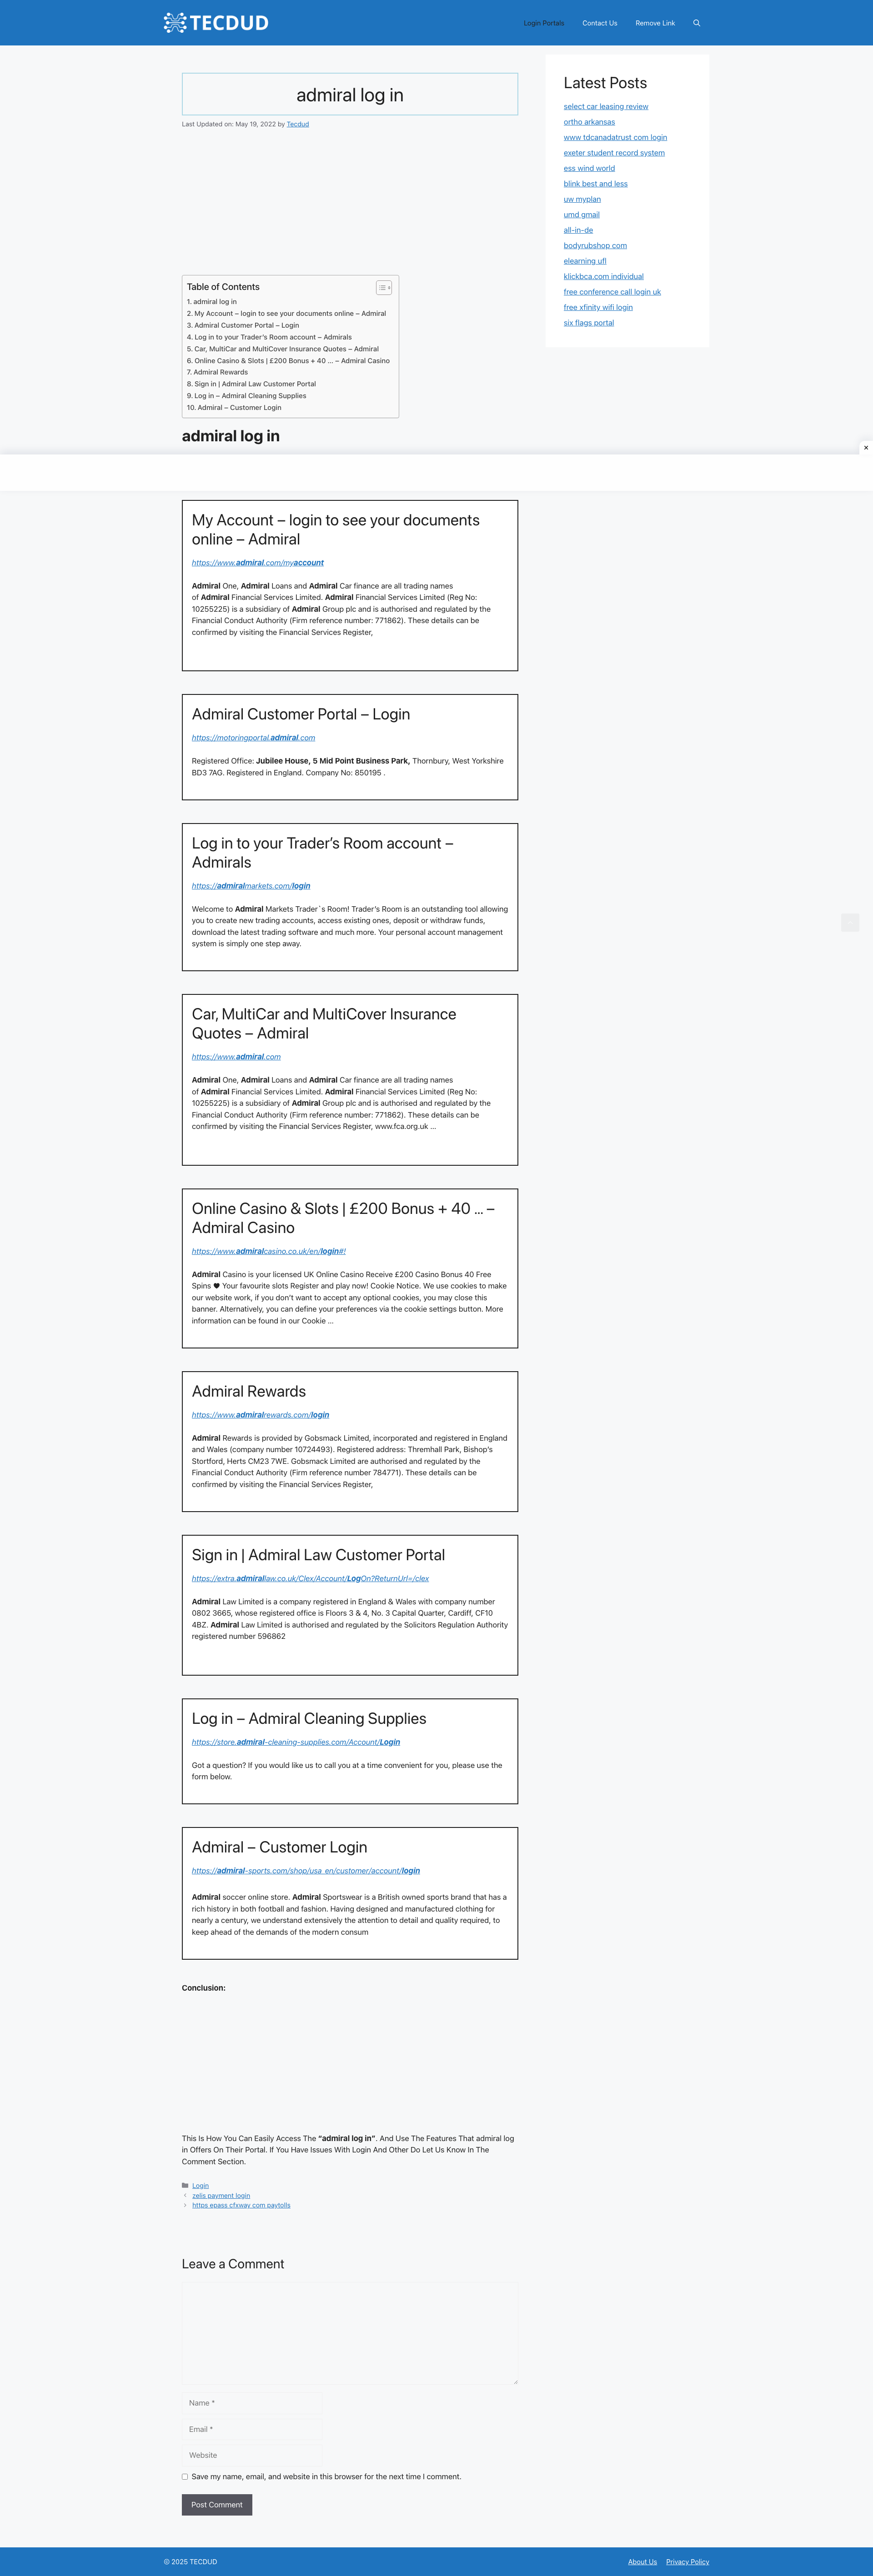 TECDUD
Login Portals
Contact Us
Remove Link
admiral log in
Last Updated on: May 19, 2022 by Tecdud
Table of Contents
1. admiral log in
2. My Account – login to see your documents online – Admiral
3. Admiral Customer Portal – Login
4. Log in to your Trader’s Room account – Admirals
5. Car, MultiCar and MultiCover Insurance Quotes – Admiral
6. Online Casino & Slots | £200 Bonus + 40 ... – Admiral Casino
7. Admiral Rewards
8. Sign in | Admiral Law Customer Portal
9. Log in – Admiral Cleaning Supplies
10. Admiral – Customer Login
admiral log in
My Account – login to see your documents
online – Admiral
https://www.admiral.com/myaccount
Admiral One, Admiral Loans and Admiral Car finance are all trading names
of Admiral Financial Services Limited. Admiral Financial Services Limited (Reg No:
10255225) is a subsidiary of Admiral Group plc and is authorised and regulated by the
Financial Conduct Authority (Firm reference number: 771862). These details can be
confirmed by visiting the Financial Services Register,
Admiral Customer Portal – Login
https://motoringportal.admiral.com
Registered Office: Jubilee House, 5 Mid Point Business Park, Thornbury, West Yorkshire
BD3 7AG. Registered in England. Company No: 850195 .
Log in to your Trader’s Room account –
Admirals
https://admiralmarkets.com/login
Welcome to Admiral Markets Trader`s Room! Trader’s Room is an outstanding tool allowing
you to create new trading accounts, access existing ones, deposit or withdraw funds,
download the latest trading software and much more. Your personal account management
system is simply one step away.
Car, MultiCar and MultiCover Insurance
Quotes – Admiral
https://www.admiral.com
Admiral One, Admiral Loans and Admiral Car finance are all trading names
of Admiral Financial Services Limited. Admiral Financial Services Limited (Reg No:
10255225) is a subsidiary of Admiral Group plc and is authorised and regulated by the
Financial Conduct Authority (Firm reference number: 771862). These details can be
confirmed by visiting the Financial Services Register, www.fca.org.uk ...
Online Casino & Slots | £200 Bonus + 40 ... –
Admiral Casino
https://www.admiralcasino.co.uk/en/login#!
Admiral Casino is your licensed UK Online Casino Receive £200 Casino Bonus 40 Free
Spins ♥ Your favourite slots Register and play now! Cookie Notice. We use cookies to make
our website work, if you don’t want to accept any optional cookies, you may close this
banner. Alternatively, you can define your preferences via the cookie settings button. More
information can be found in our Cookie ...
Admiral Rewards
https://www.admiralrewards.com/login
Admiral Rewards is provided by Gobsmack Limited, incorporated and registered in England
and Wales (company number 10724493). Registered address: Thremhall Park, Bishop’s
Stortford, Herts CM23 7WE. Gobsmack Limited are authorised and regulated by the
Financial Conduct Authority (Firm reference number: 784771). These details can be
confirmed by visiting the Financial Services Register,
Sign in | Admiral Law Customer Portal
https://extra.admirallaw.co.uk/Clex/Account/LogOn?ReturnUrl=/clex
Admiral Law Limited is a company registered in England & Wales with company number
0802 3665, whose registered office is Floors 3 & 4, No. 3 Capital Quarter, Cardiff, CF10
4BZ. Admiral Law Limited is authorised and regulated by the Solicitors Regulation Authority
registered number 596862
Log in – Admiral Cleaning Supplies
https://store.admiral-cleaning-supplies.com/Account/Login
Got a question? If you would like us to call you at a time convenient for you, please use the
form below.
Admiral – Customer Login
https://admiral-sports.com/shop/usa_en/customer/account/login
Admiral soccer online store. Admiral Sportswear is a British owned sports brand that has a
rich history in both football and fashion. Having designed and manufactured clothing for
nearly a century, we understand extensively the attention to detail and quality required, to
keep ahead of the demands of the modern consum
Conclusion:
This Is How You Can Easily Access The “admiral log in”. And Use The Features That admiral log
in Offers On Their Portal. If You Have Issues With Login And Other Do Let Us Know In The
Comment Section.
Login
zelis payment login
https epass cfxway com paytolls
Leave a Comment
Name *
Email *
Website
Save my name, email, and website in this browser for the next time I comment.
Post Comment
Latest Posts
select car leasing review
ortho arkansas
www tdcanadatrust com login
exeter student record system
ess wind world
blink best and less
uw myplan
umd gmail
all-in-de
bodyrubshop com
elearning ufl
klickbca.com individual
free conference call login uk
free xfinity wifi login
six flags portal
© 2025 TECDUD
About Us
Privacy Policy